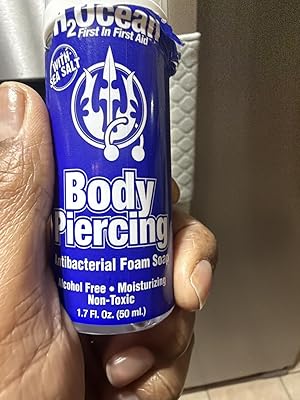 H2Ocean
First In First Aid™
WITH
SEA SALT
Body
Piercing
Antibacterial Foam Soap
Alcohol Free • Moisturizing
Non-Toxic
1.7 Fl. Oz. (50 mL.)